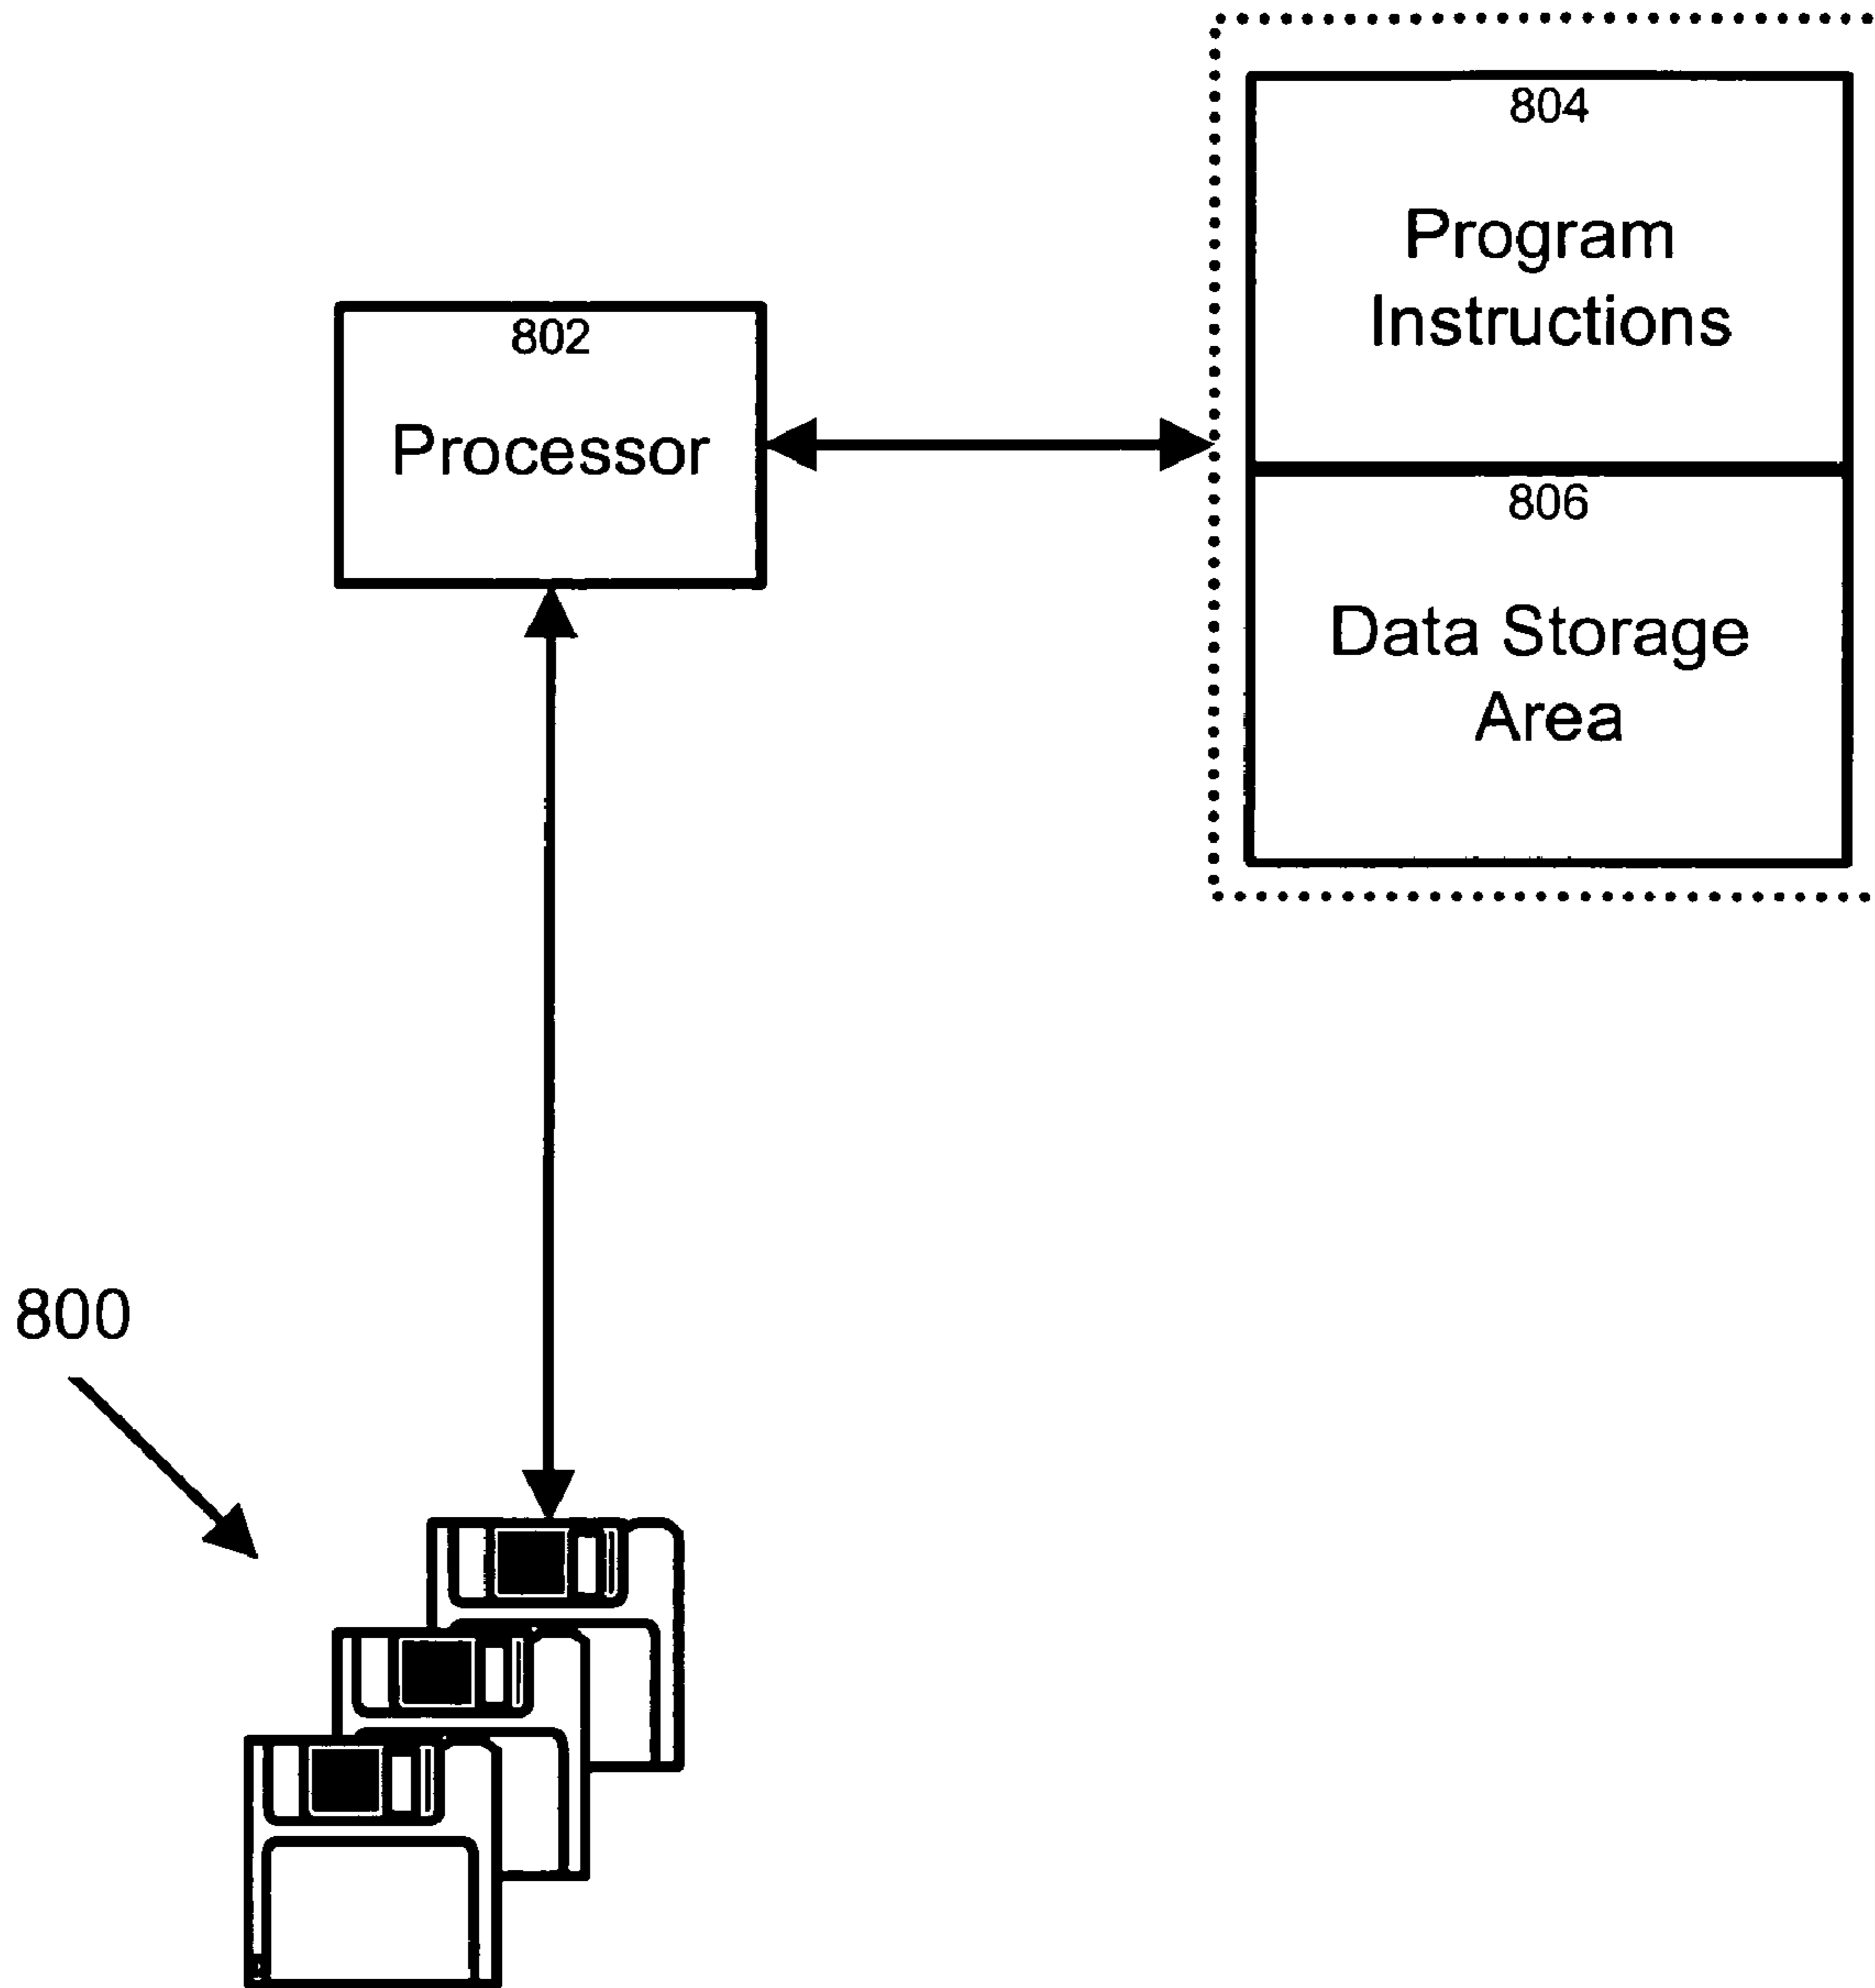 804
Program
Instructions
802
Processor
806
Data Storage
Area
800